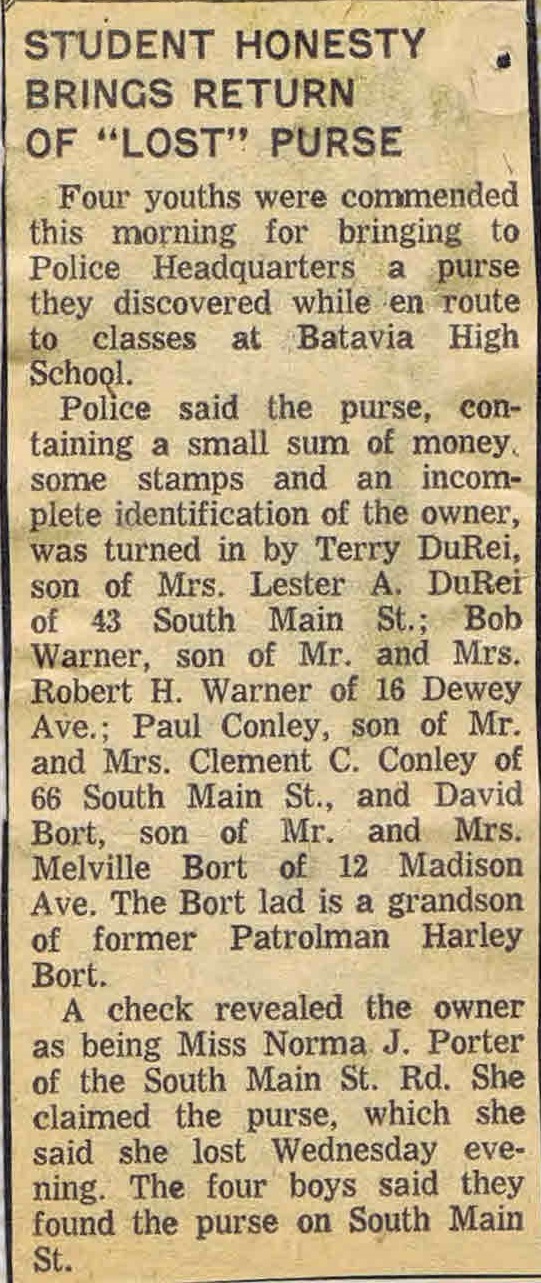 STUDENT HONESTY
BRINGS RETURN
OF "LOST" PURSE
Four youths were commended
this morning for bringing to
Police Headquarters a purse
they discovered while en route
to classes at Batavia High
School.
Police said the purse, con-
taining a small sum of money,
some stamps and an incom-
plete identification of the owner,
was turned in by Terry DuRei,
son of Mrs. Lester A. DuRei
of 43 South Main St.; Bob
Warner, son of Mr. and Mrs.
Robert H. Warner of 16 Dewey
Ave.; Paul Conley, son of Mr.
and Mrs. Clement C. Conley of
66 South Main St., and David
Bort, son of Mr. and Mrs.
Melville Bort of 12 Madison
Ave. The Bort lad is a grandson
of former Patrolman Harley
Bort.
A check revealed the owner
as being Miss Norma J. Porter
of the South Main St. Rd. She
claimed the purse, which she
said she lost Wednesday eve-
ning. The four boys said they
found the purse on South Main
St.